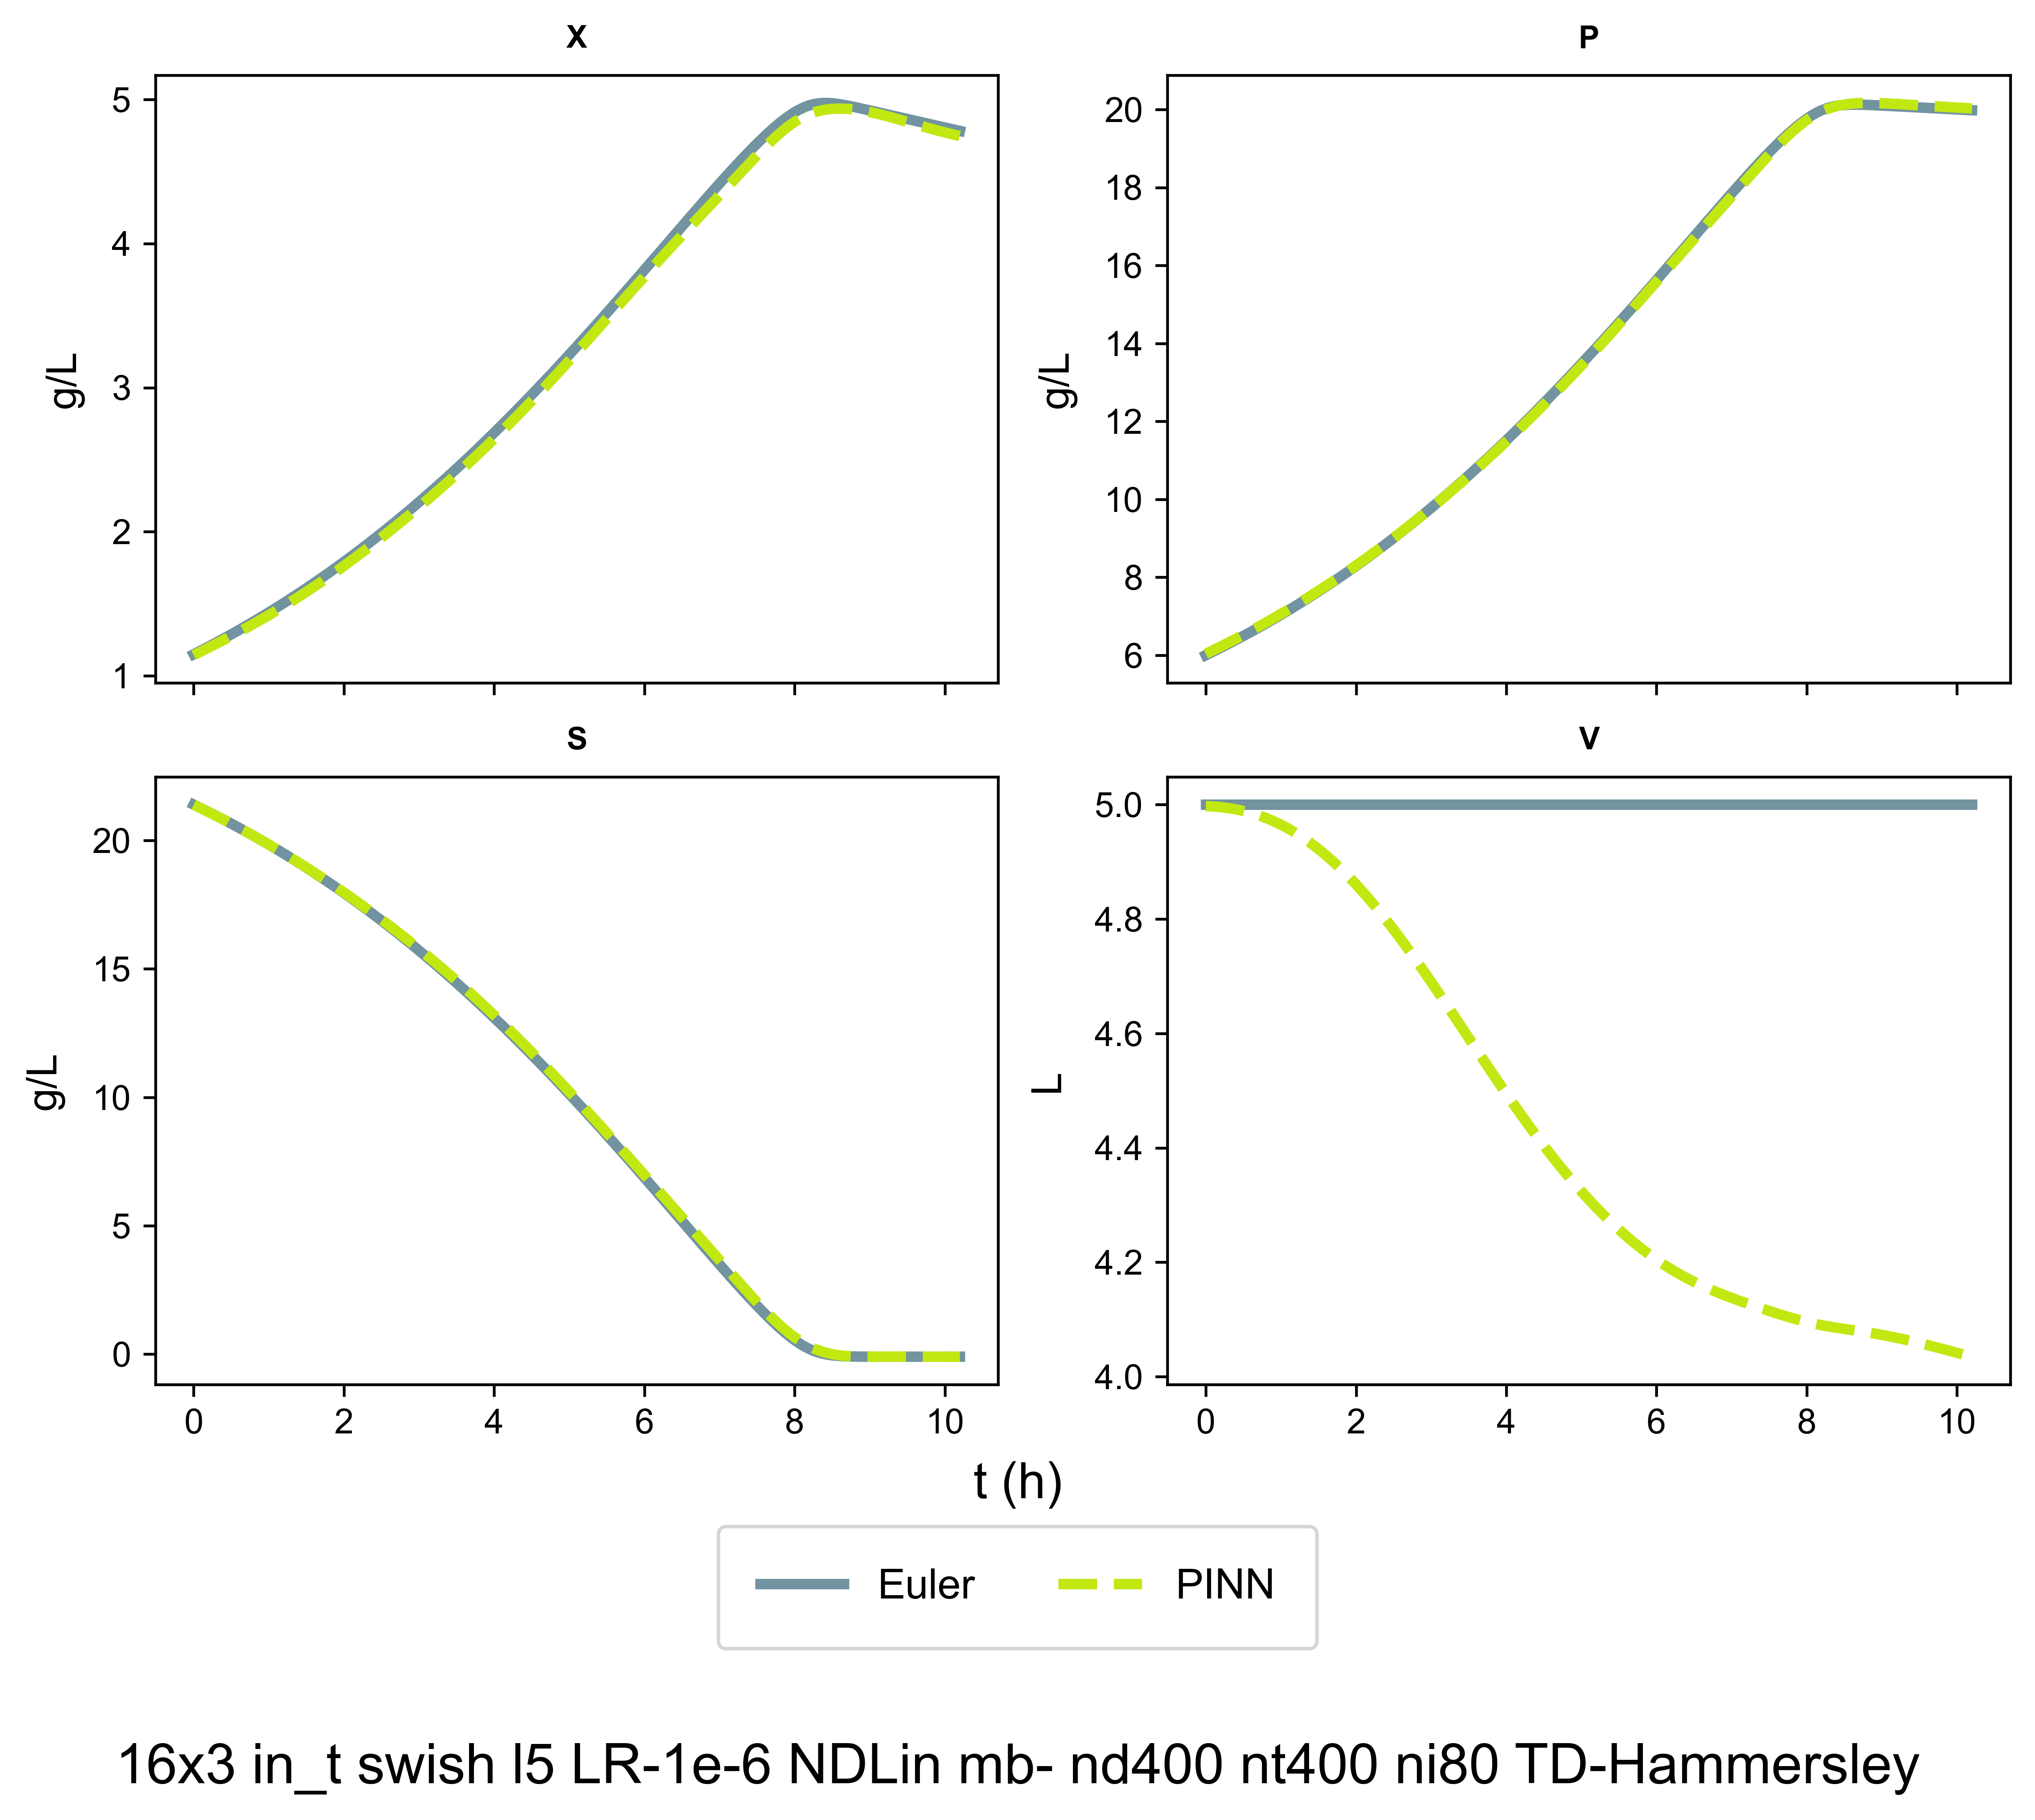 X
P
5
4
3
2
1
g/L
20
18
16
14
12
10
8
6
g/L
S
V
20
15
10
5
0
g/L
0 2 4 6 8 10
5.0
4.8
4.6
4.4
4.2
4.0
L
0 2 4 6 8 10
t (h)
Euler PINN
16x3 in_t swish l5 LR-1e-6 NDLin mb- nd400 nt400 ni80 TD-Hammersley